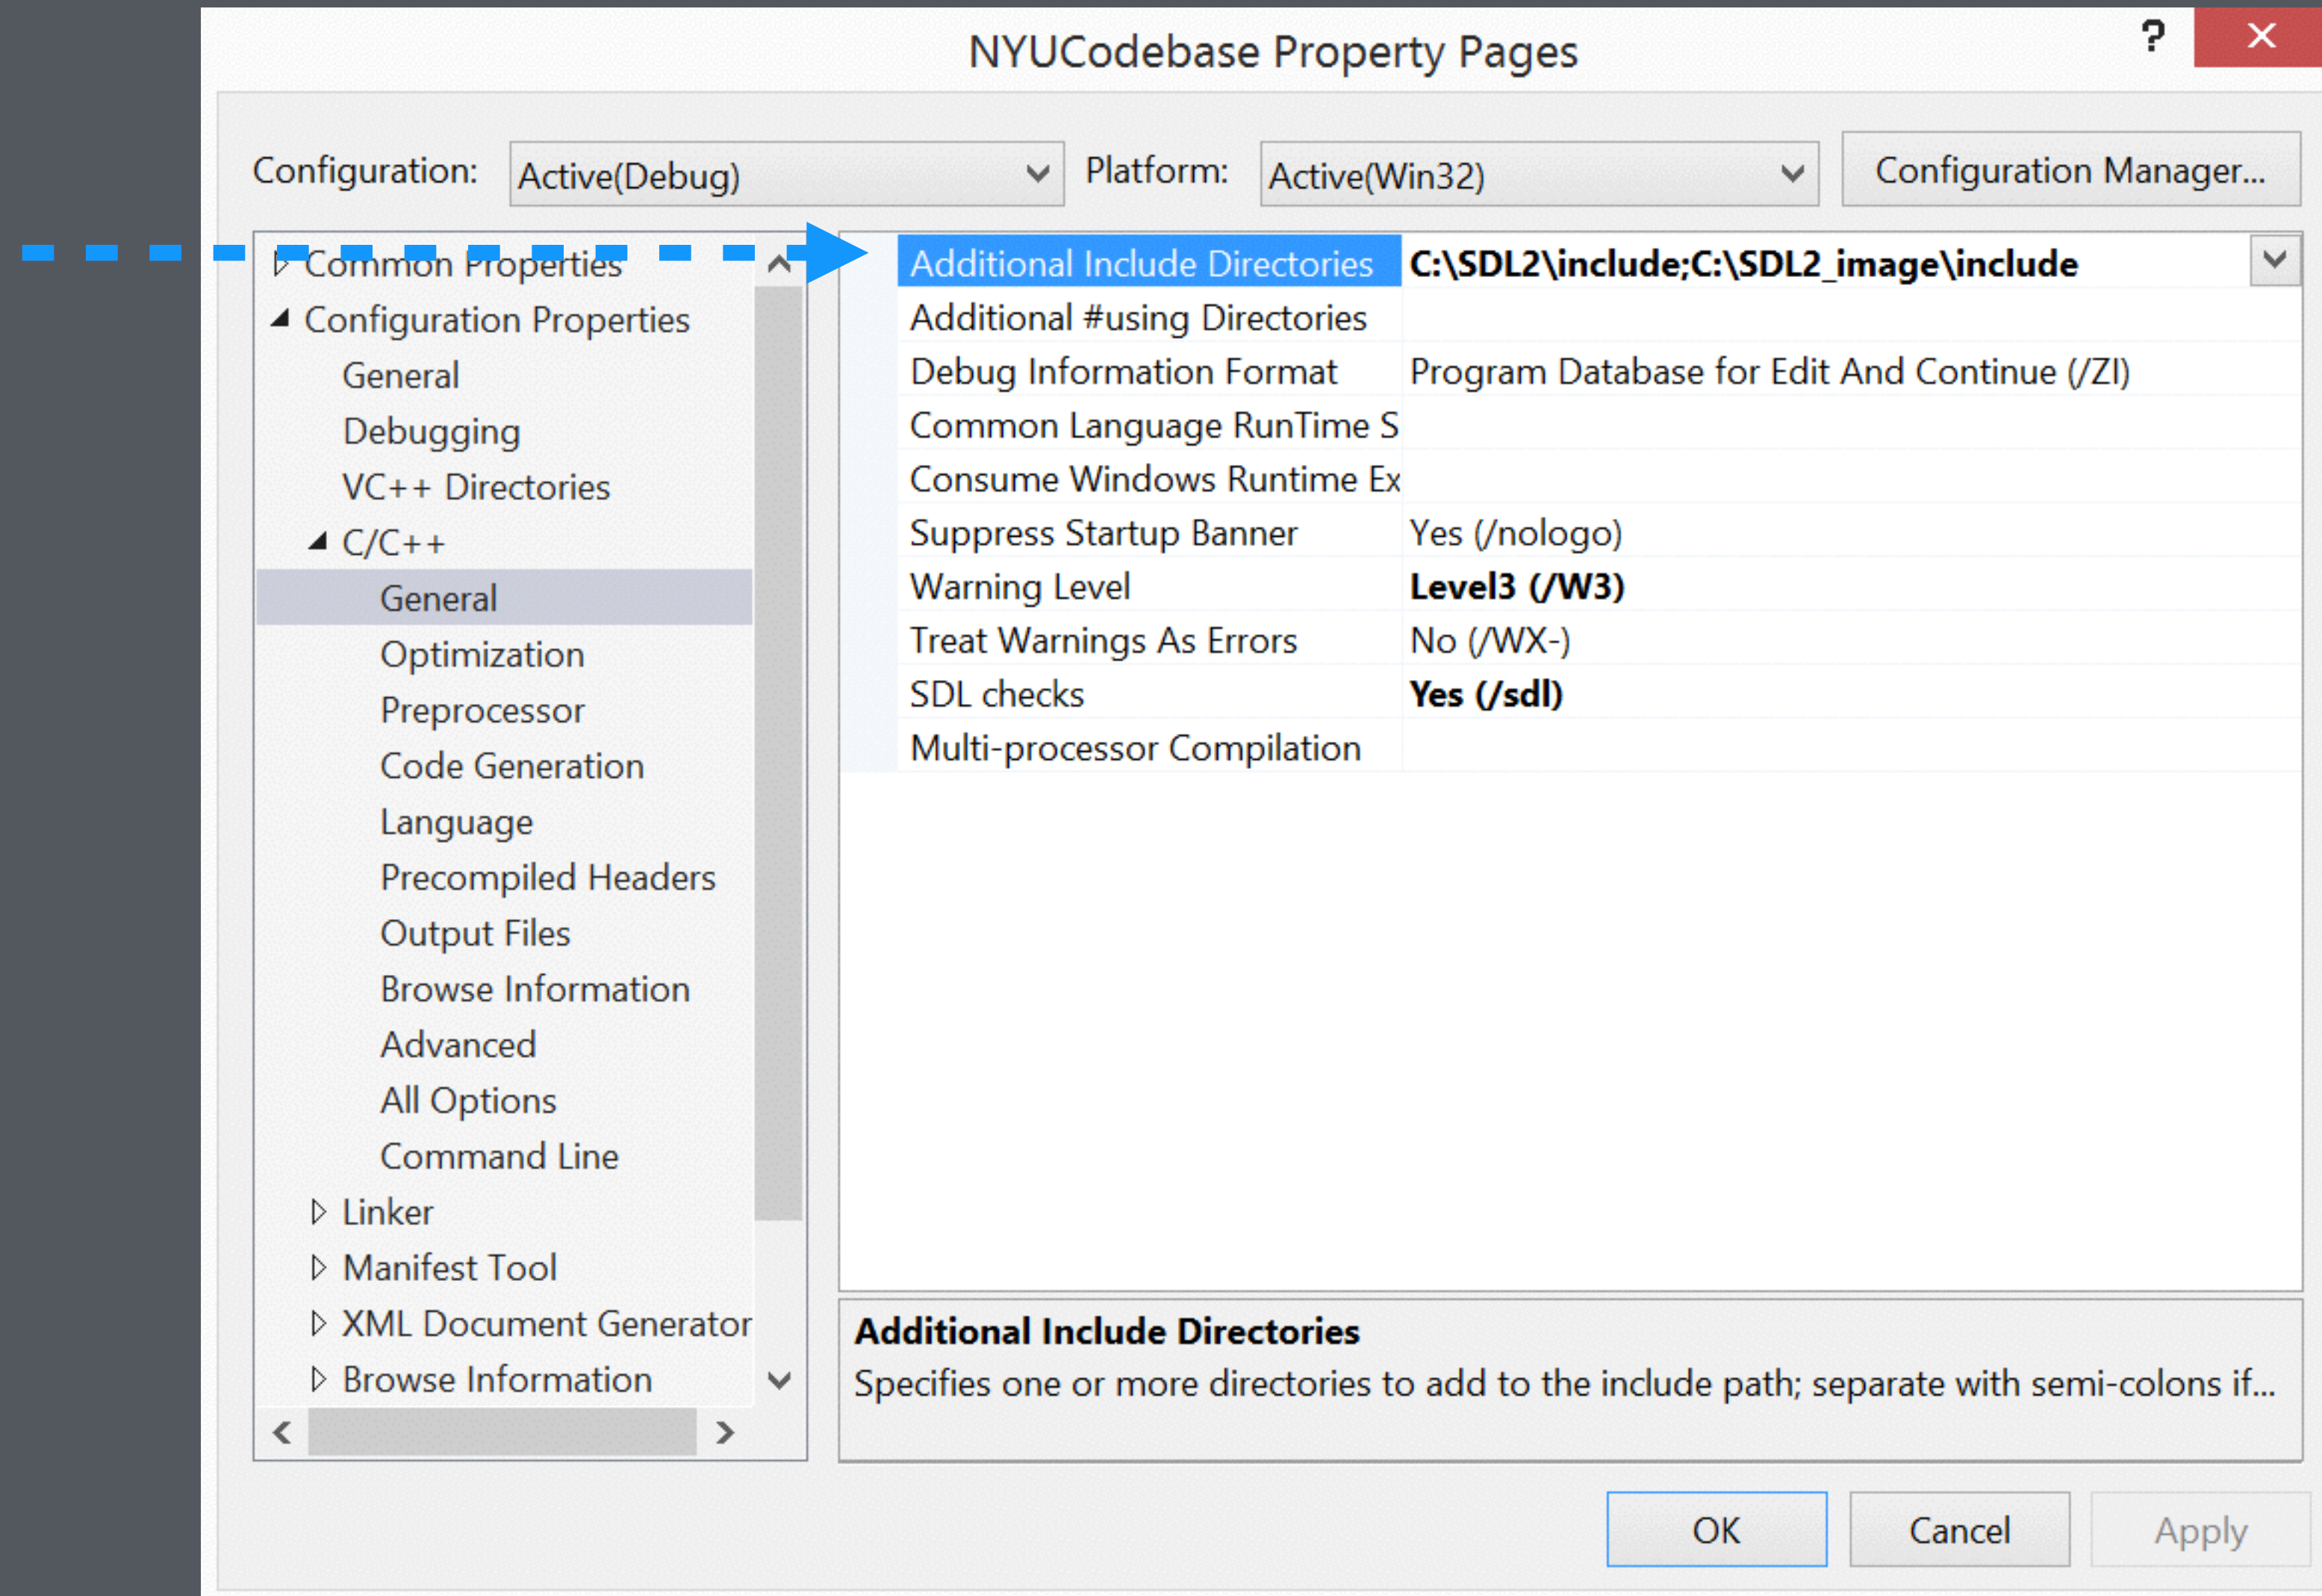 NYUCodebase Property Pages
?
Configuration: Active(Debug) Platform: Active(Win32) Configuration Manager...
Common Properties
Configuration Properties
General
Debugging
VC++ Directories
C/C++
General
Optimization
Preprocessor
Code Generation
Language
Precompiled Headers
Output Files
Browse Information
Advanced
All Options
Command Line
Linker
Manifest Tool
XML Document Generator
Browse Information
Additional Include Directories C:\SDL2\include;C:\SDL2_image\include
Additional #using Directories
Debug Information Format Program Database for Edit And Continue (/ZI)
Common Language RunTime S
Consume Windows Runtime Ex
Suppress Startup Banner Yes (/nologo)
Warning Level Level3 (/W3)
Treat Warnings As Errors No (/WX-)
SDL checks Yes (/sdl)
Multi-processor Compilation
Additional Include Directories
Specifies one or more directories to add to the include path; separate with semi-colons if...
OK Cancel Apply